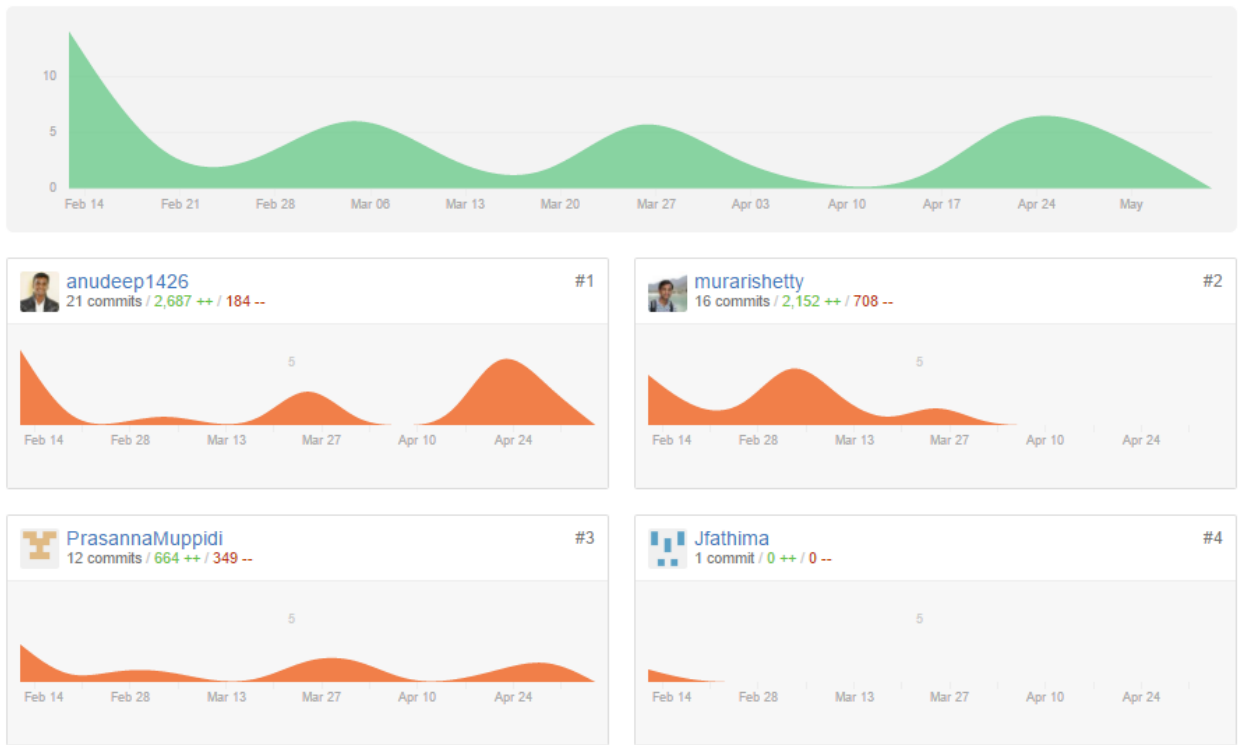 10
5
0
Feb 14 Feb 21 Feb 28 Mar 06 Mar 13 Mar 20 Mar 27 Apr 03 Apr 10 Apr 17 Apr 24 May
anudeep1426 #1
21 commits / 2,687 ++ / 184 --
5
Feb 14 Feb 28 Mar 13 Mar 27 Apr 10 Apr 24
murarishetty #2
16 commits / 2,152 ++ / 708 --
5
Feb 14 Feb 28 Mar 13 Mar 27 Apr 10 Apr 24
PrasannaMuppidi #3
12 commits / 664 ++ / 349 --
5
Feb 14 Feb 28 Mar 13 Mar 27 Apr 10 Apr 24
Jfathima #4
1 commit / 0 ++ / 0 --
5
Feb 14 Feb 28 Mar 13 Mar 27 Apr 10 Apr 24